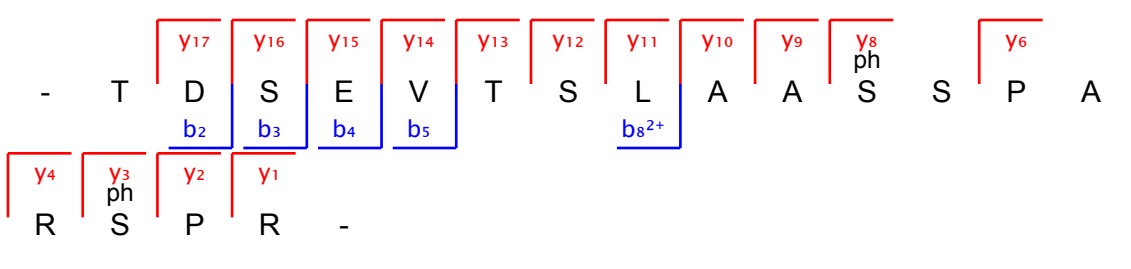 y17 y16 y15 y14 y13 y12 y11 y10 y9 y8 y6
ph
- T D S E V T S L A A S S P A
b2 b3 b4 b5 b8²⁺
y4 y3 y2 y1
ph
R S P R -